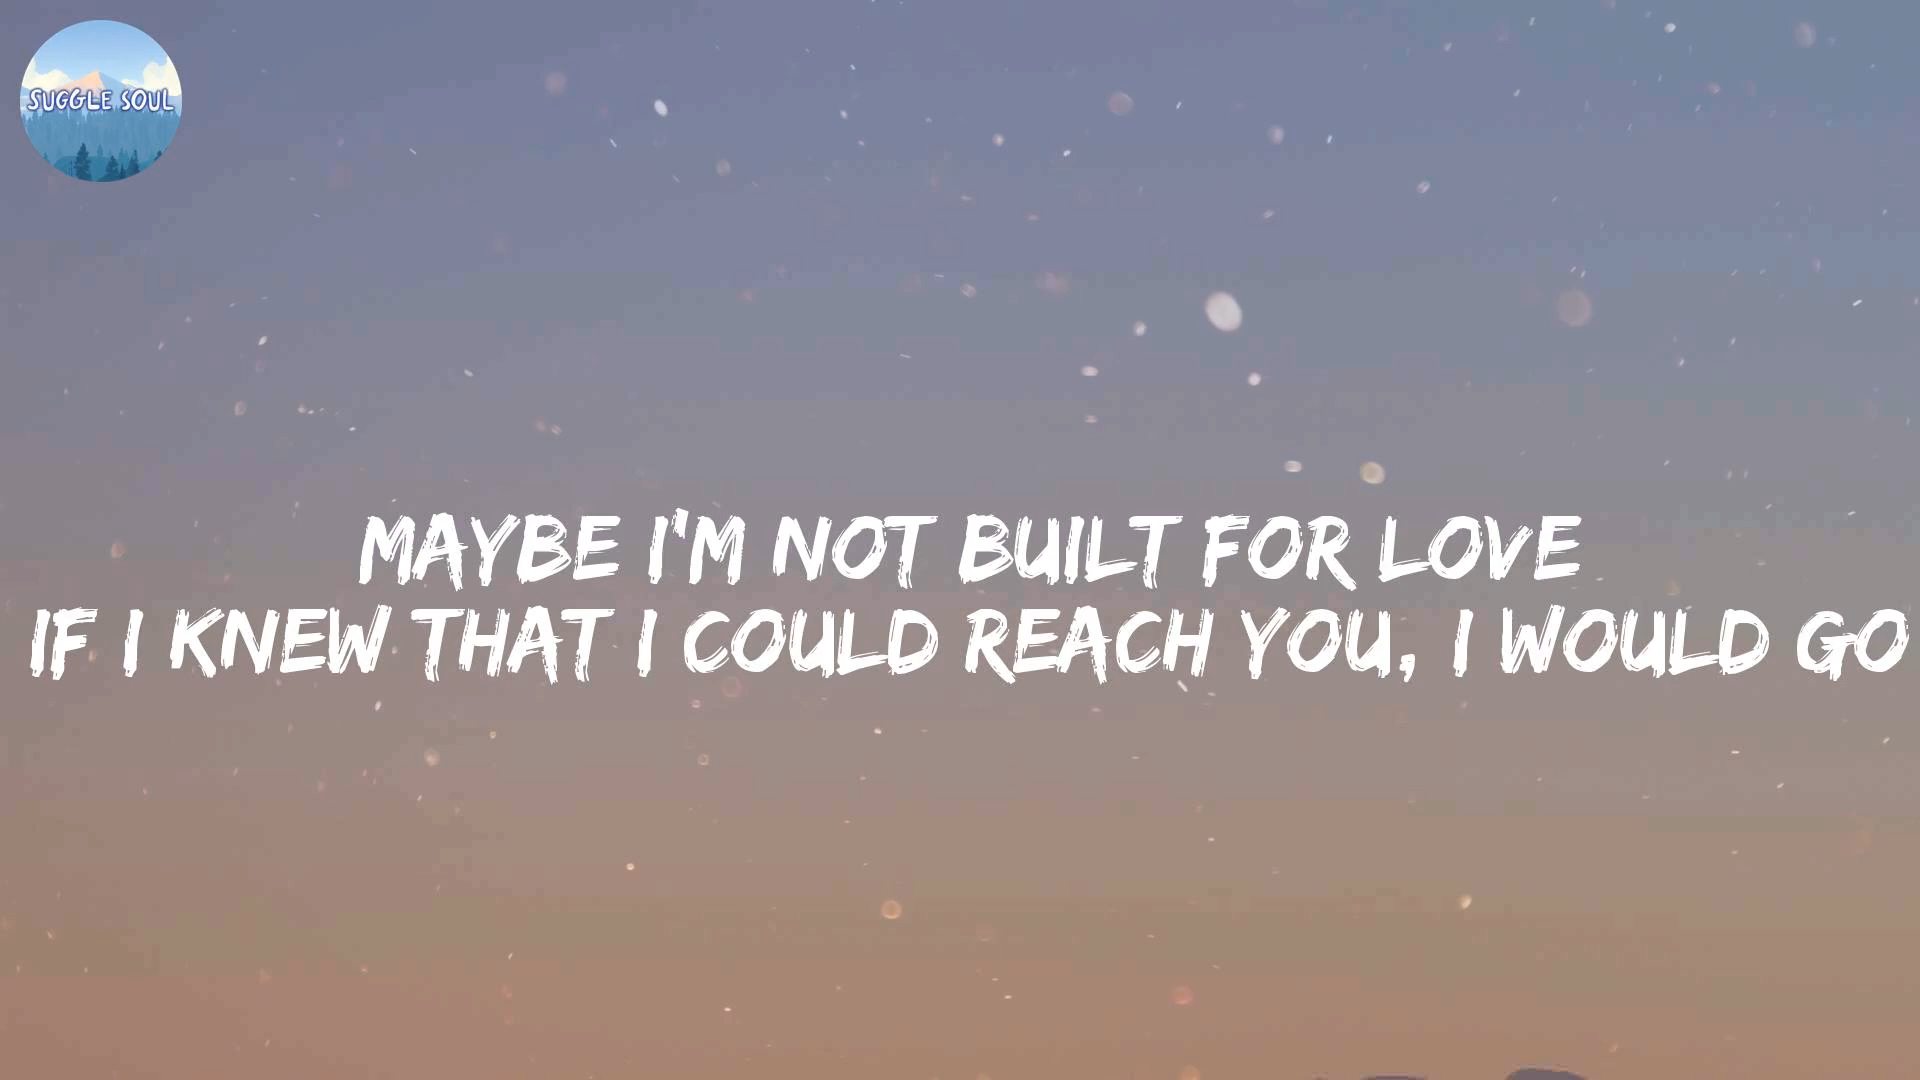 SUGGLE SOUL
MAYBE I'M NOT BUILT FOR LOVE
IF I KNEW THAT I COULD REACH YOU, I WOULD GO